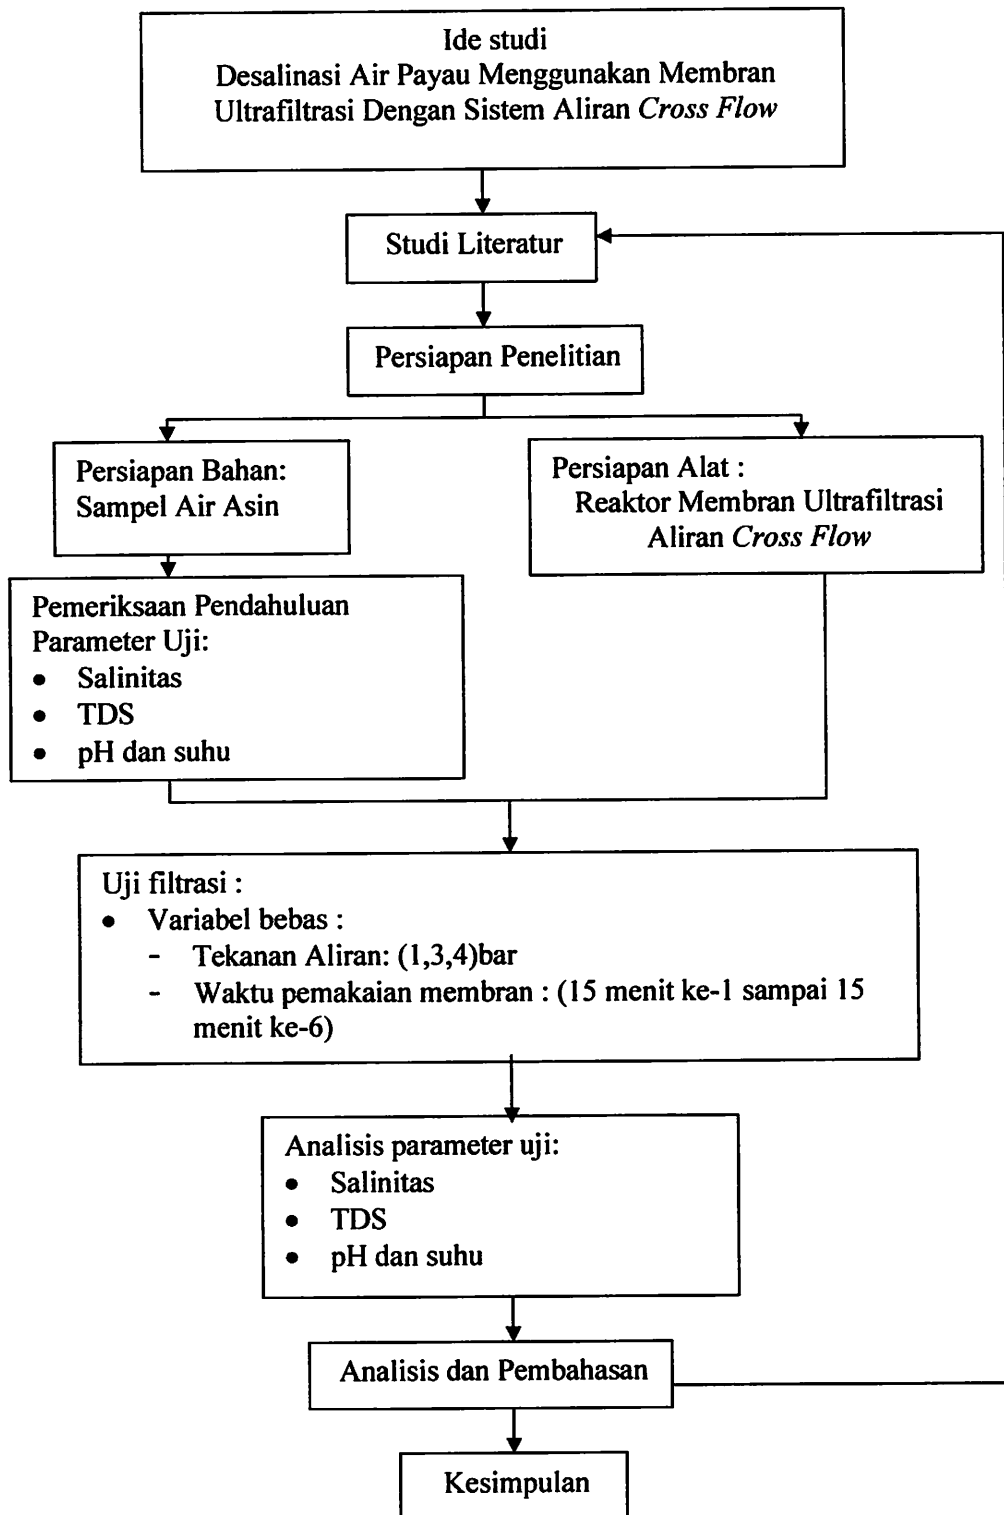 Ide studi
Desalinasi Air Payau Menggunakan Membran
Ultrafiltrasi Dengan Sistem Aliran Cross Flow
Studi Literatur
Persiapan Penelitian
Persiapan Bahan:
Sampel Air Asin
Persiapan Alat :
Reaktor Membran Ultrafiltrasi
Aliran Cross Flow
Pemeriksaan Pendahuluan
Parameter Uji:
• Salinitas
• TDS
• pH dan suhu
Uji filtrasi :
• Variabel bebas :
- Tekanan Aliran: (1,3,4)bar
- Waktu pemakaian membran : (15 menit ke-1 sampai 15
menit ke-6)
Analisis parameter uji:
• Salinitas
• TDS
• pH dan suhu
Analisis dan Pembahasan
Kesimpulan